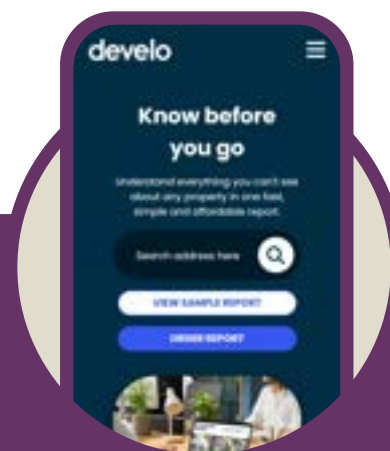 develo
Know before
you go
Understand everything you can't see
about any property in one fast,
simple and affordable report.
Search address here
VIEW SAMPLE REPORT
ORDER REPORT